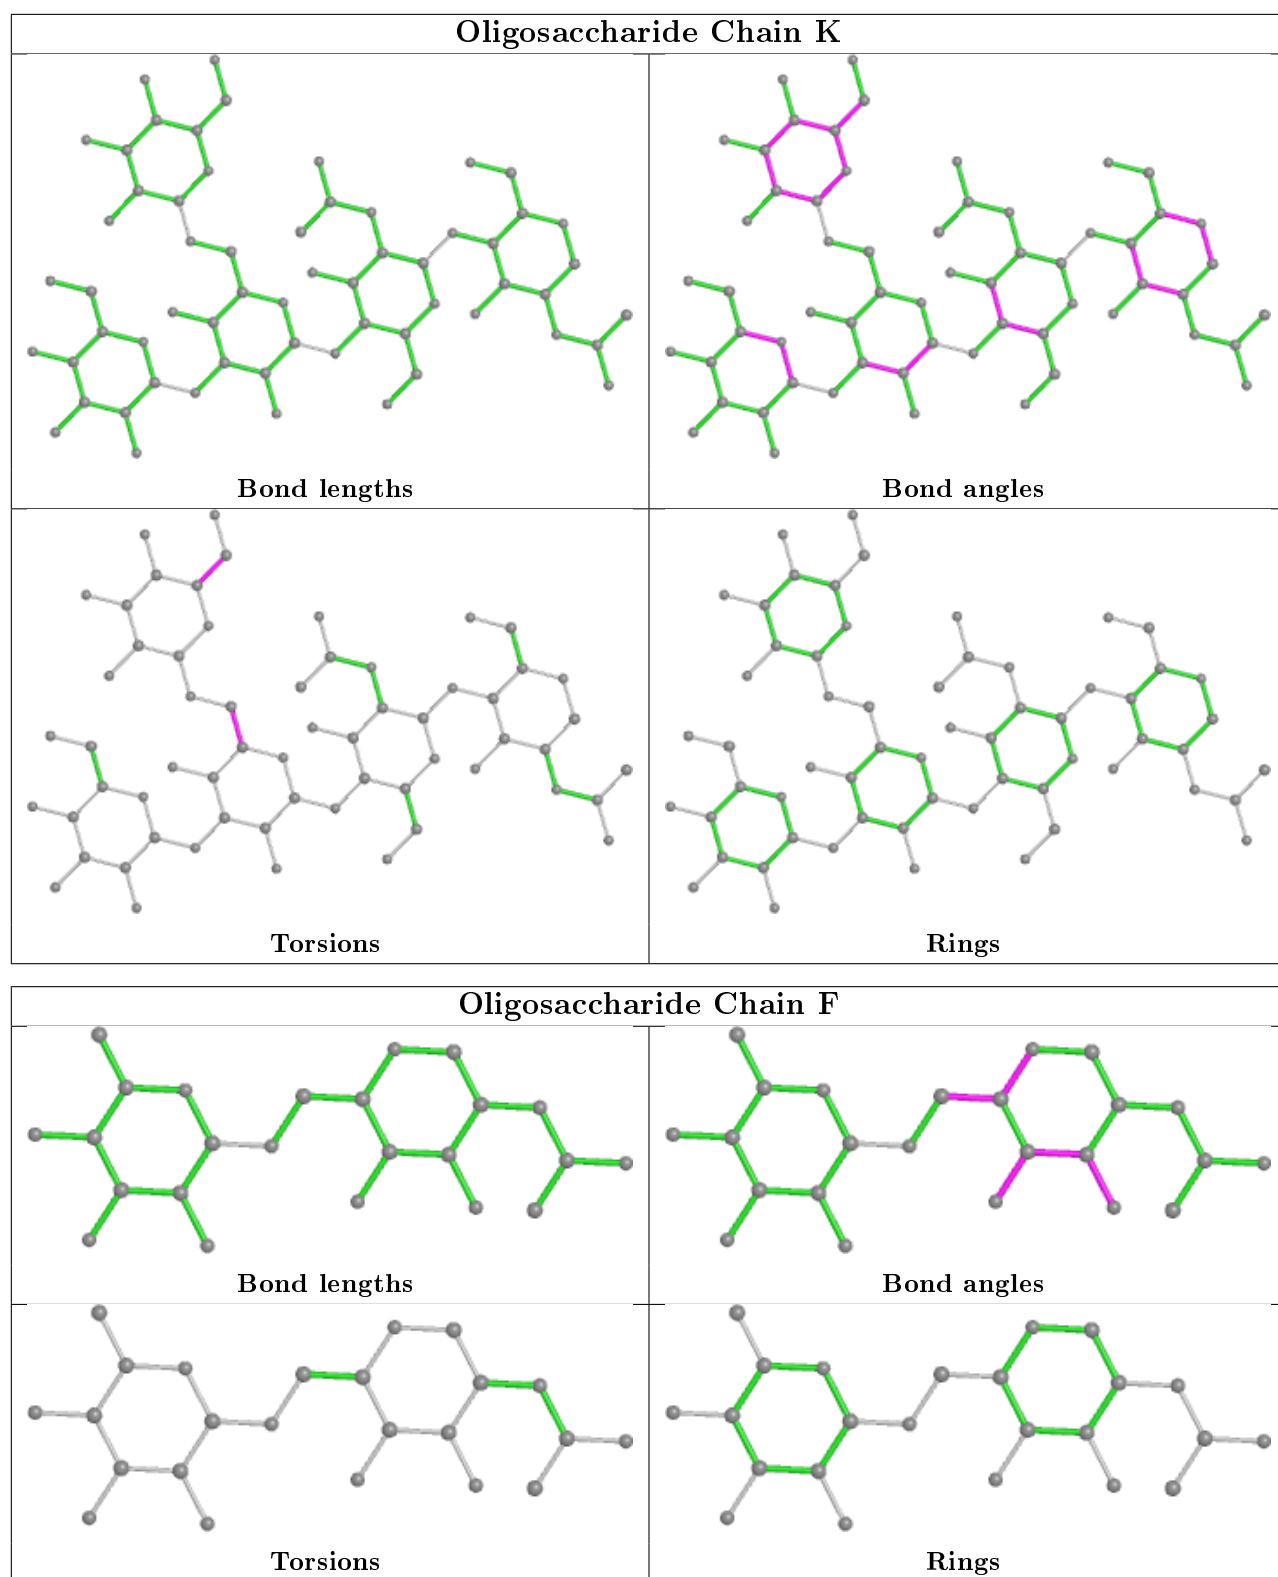 Oligosaccharide Chain K
Bond lengths
Bond angles
Torsions
Rings
Oligosaccharide Chain F
Bond lengths
Bond angles
Torsions
Rings